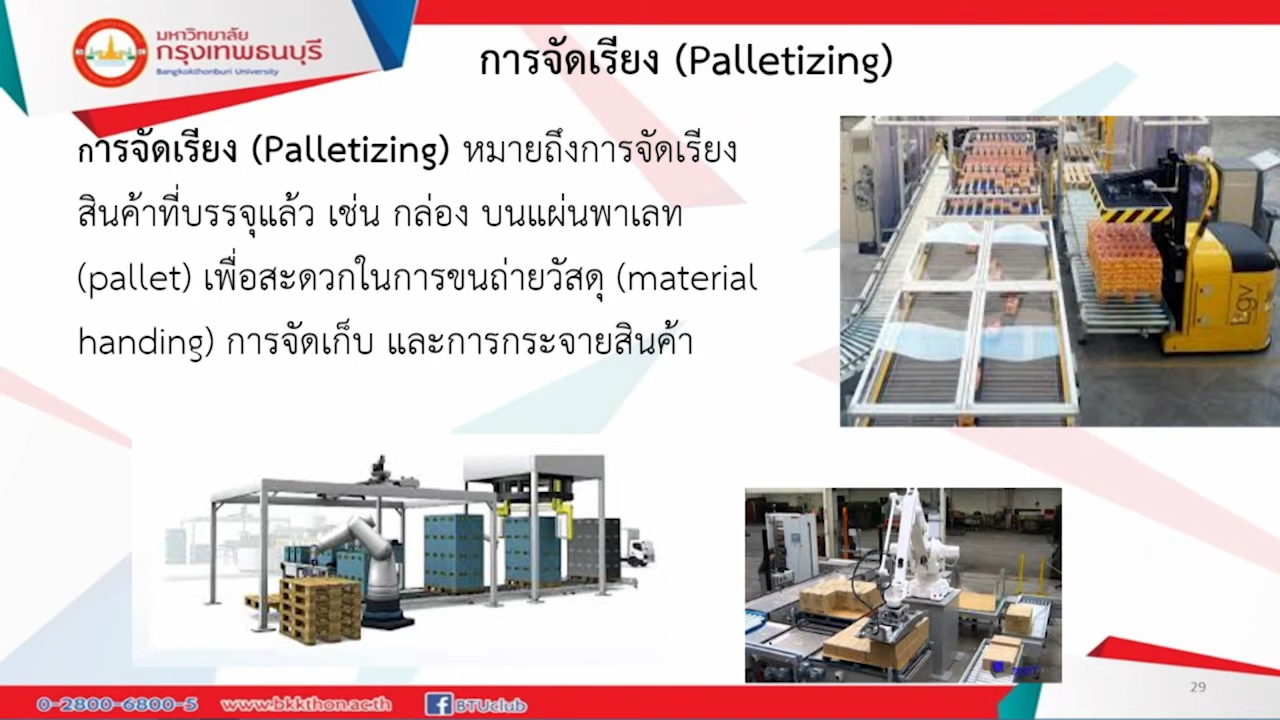 มหาวิทยาลัย
กรุงเทพธนบุรี
Bangkokthonburi University
การจัดเรียง (Palletizing)
การจัดเรียง (Palletizing) หมายถึงการจัดเรียง
สินค้าที่บรรจุแล้ว เช่น กล่อง บนแผ่นพาเลท
(pallet) เพื่อสะดวกในการขนถ่ายวัสดุ (material
handing) การจัดเก็บ และการกระจายสินค้า
Lgv
0-2800-6800-5 www.bkkthon.ac.th BTUclub
29